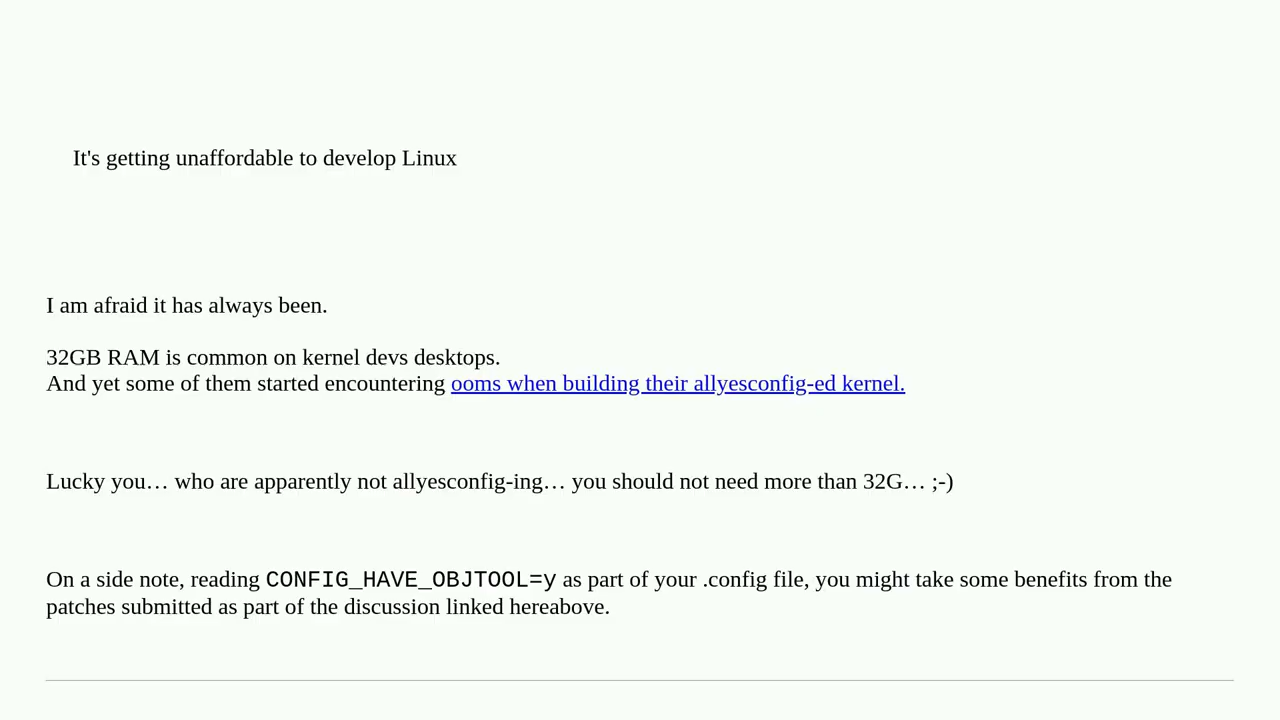 It's getting unaffordable to develop Linux
I am afraid it has always been.
32GB RAM is common on kernel devs desktops.
And yet some of them started encountering ooms when building their allyesconfig-ed kernel.
Lucky you… who are apparently not allyesconfig-ing… you should not need more than 32G… ;-)
On a side note, reading CONFIG_HAVE_OBJTOOL=y as part of your .config file, you might take some benefits from the
patches submitted as part of the discussion linked hereabove.